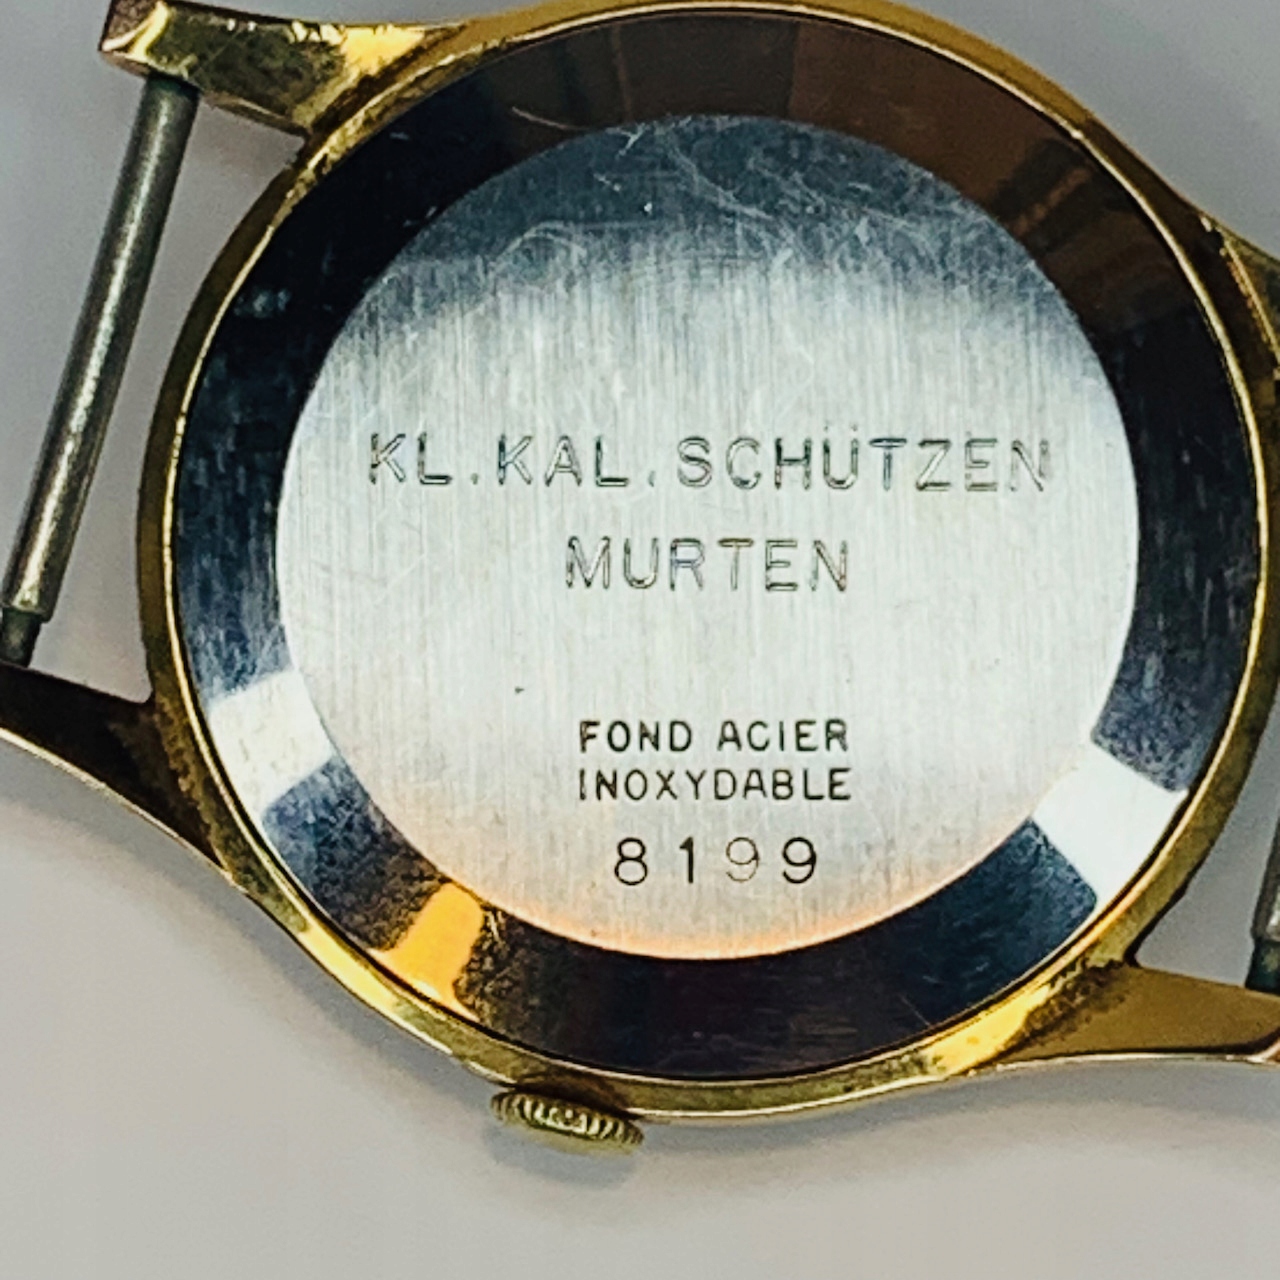 KL. KAL. SCHÜTZEN
MURTEN
FOND ACIER
INOXYDABLE
8199